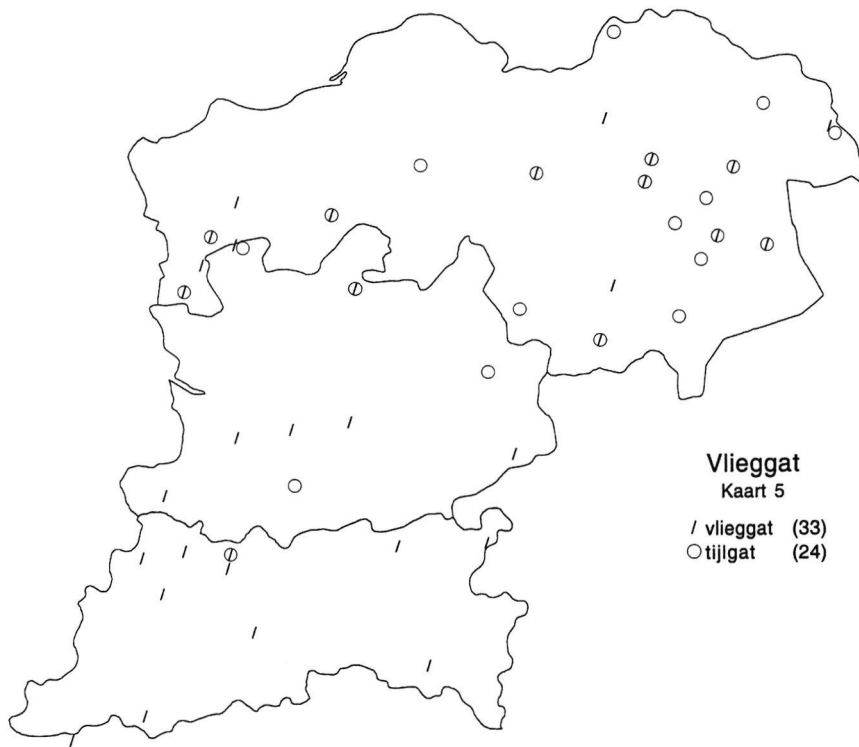 Vlieggat
Kaart 5
/ vlieggat (33)
○ tijlgat (24)